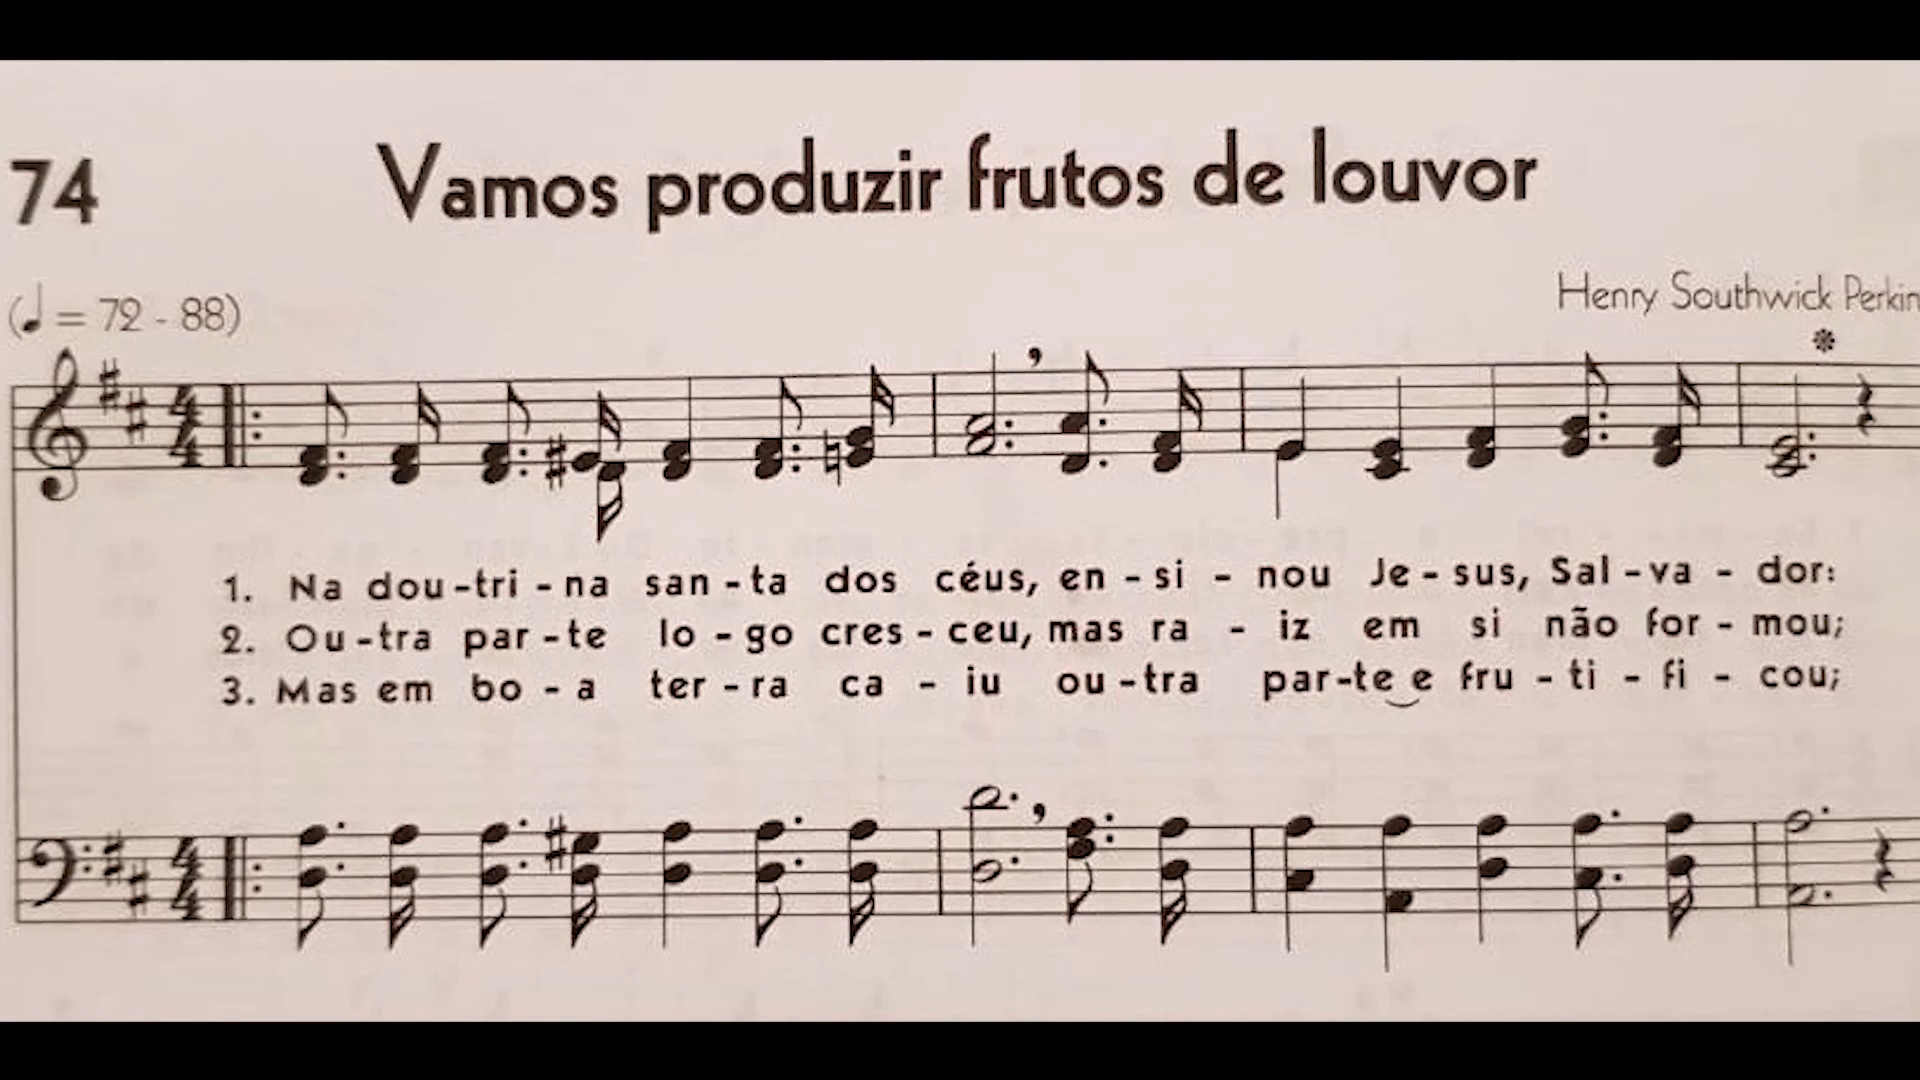 74
Vamos produzir frutos de louvor
(♩ = 72 - 88)
Henry Southwick Perkin
1. Na dou-tri-na san-ta dos céus, en-si-nou Je-sus, Sal-va-dor:
2. Ou-tra par-te lo-go cres-ceu, mas ra-iz em si não for-mou;
3. Mas em bo-a ter-ra ca-iu ou-tra par-te‿e fru-ti-fi-cou;